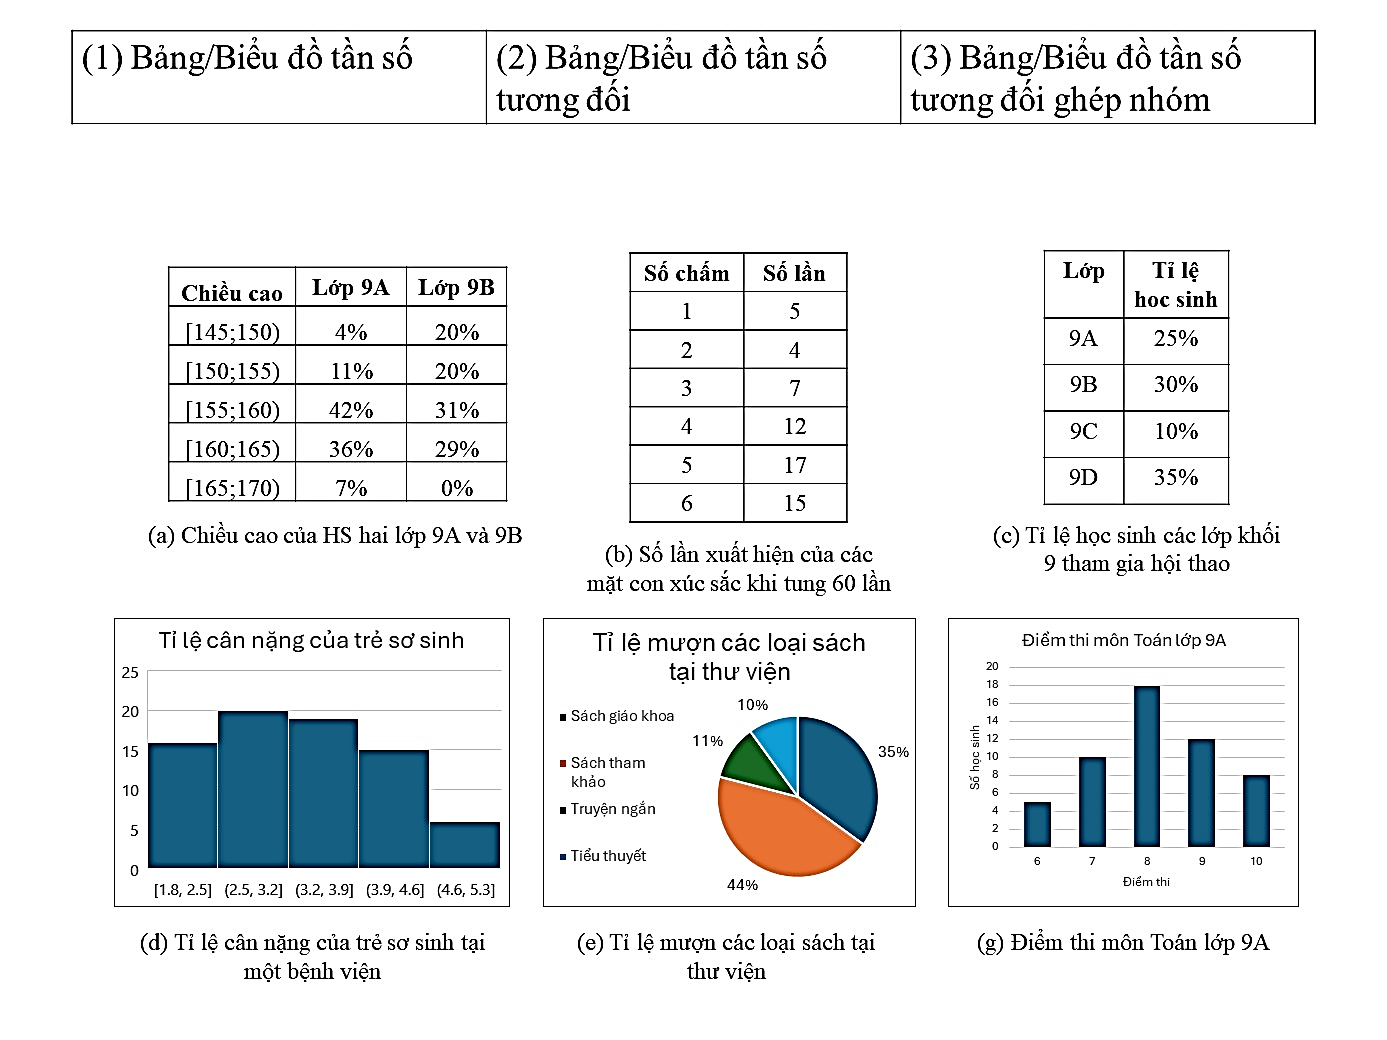 (1) Bảng/Biểu đồ tần số
(2) Bảng/Biểu đồ tần số
tương đối
(3) Bảng/Biểu đồ tần số
tương đối ghép nhóm
Chiều cao Lớp 9A Lớp 9B
[145;150) 4% 20%
[150;155) 11% 20%
[155;160) 42% 31%
[160;165) 36% 29%
[165;170) 7% 0%
(a) Chiều cao của HS hai lớp 9A và 9B
Số chấm Số lần
1 5
2 4
3 7
4 12
5 17
6 15
(b) Số lần xuất hiện của các
mặt con xúc sắc khi tung 60 lần
Lớp Tỉ lệ
hoc sinh
9A 25%
9B 30%
9C 10%
9D 35%
(c) Tỉ lệ học sinh các lớp khối
9 tham gia hội thao
Tỉ lê cân nặng của trẻ sơ sinh
25
20
15
10
5
0
[1.8, 2.5] (2.5, 3.2] (3.2, 3.9] (3.9, 4.6] (4.6, 5.3]
(d) Tỉ lệ cân nặng của trẻ sơ sinh tại
một bệnh viện
Tỉ lệ mượn các loại sách
tại thư viện
Sách giáo khoa
Sách tham
khảo
Truyện ngắn
Tiểu thuyết
10%
11%
35%
44%
(e) Tỉ lệ mượn các loại sách tại
thư viện
Điểm thi môn Toán lớp 9A
Số học sinh
20
18
16
14
12
10
8
6
4
2
0
6 7 8 9 10
Điểm thi
(g) Điểm thi môn Toán lớp 9A